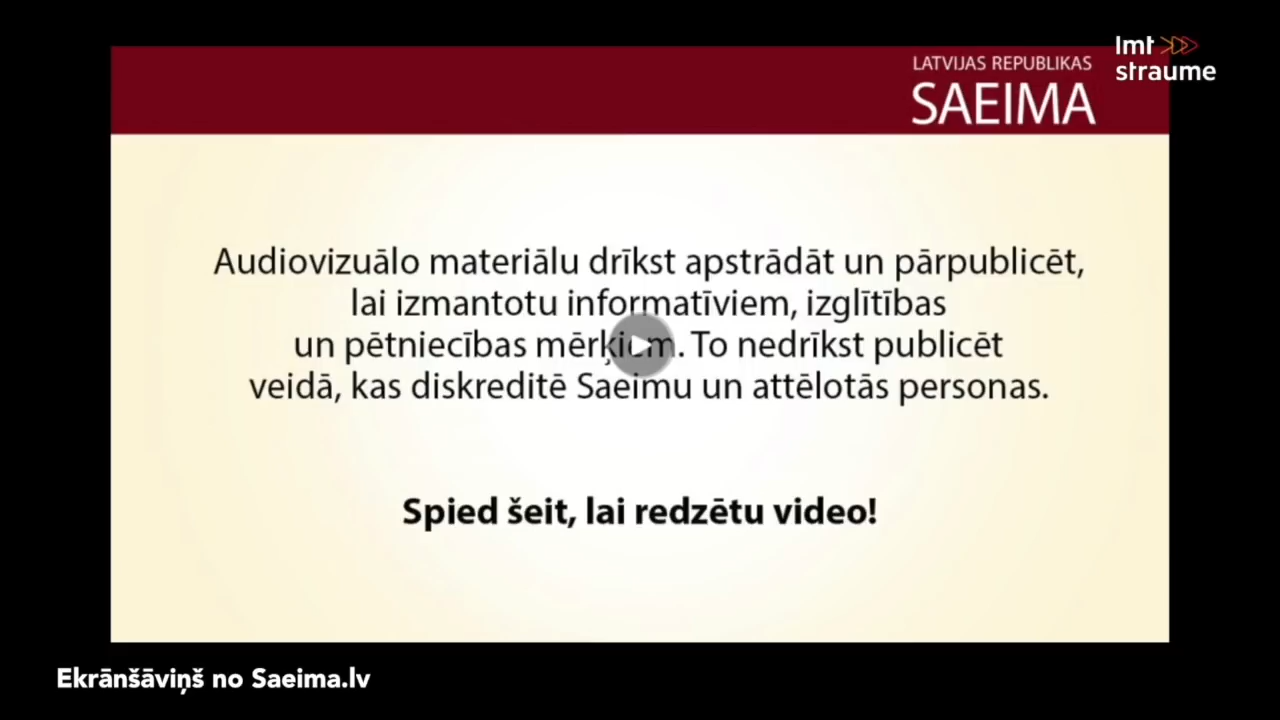 lmt
straume
LATVIJAS REPUBLIKAS
SAEIMA
Audiovizuālo materiālu drīkst apstrādāt un pārpublicēt,
lai izmantotu informatīviem, izglītības
un pētniecības mērķiem. To nedrīkst publicēt
veidā, kas diskreditē Saeimu un attēlotās personas.
Spied šeit, lai redzētu video!
Ekrānšāviņš no Saeima.lv